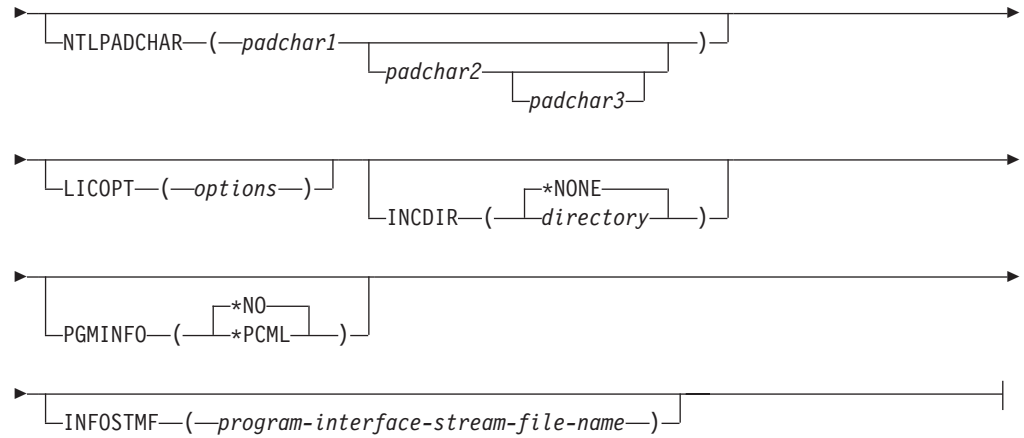 NTLPADCHAR ( padchar1 )
padchar2
padchar3
LICOPT ( options )
*NONE
INCDIR ( directory )
*NO
PGMINFO ( *PCML )
INFOSTMF ( program-interface-stream-file-name )